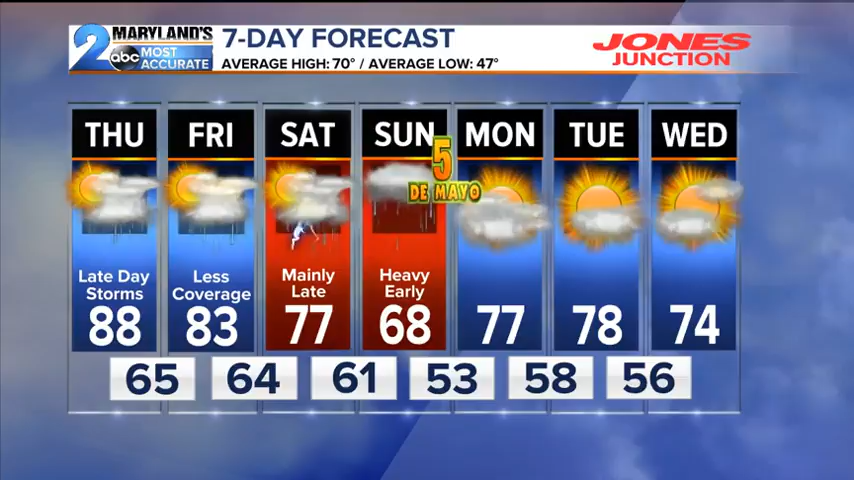 2 MARYLAND'S
abc MOST
ACCURATE
7-DAY FORECAST
AVERAGE HIGH: 70° / AVERAGE LOW: 47°
JONES
JUNCTION
THU FRI SAT SUN MON TUE WED
5
DE MAYO
Late Day
Storms
Less
Coverage
Mainly
Late
Heavy
Early
88 83 77 68 77 78 74
65 64 61 53 58 56